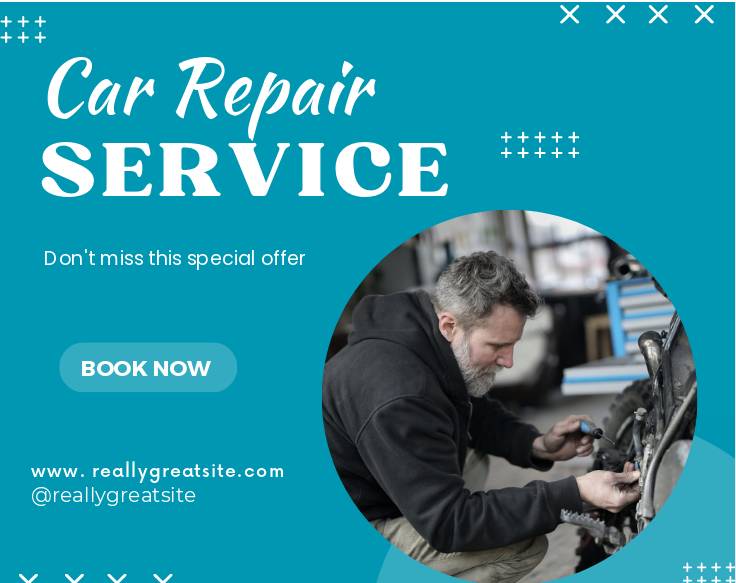 Car Repair
SERVICE
Don't miss this special offer
BOOK NOW
www. reallygreatsite.com
@reallygreatsite